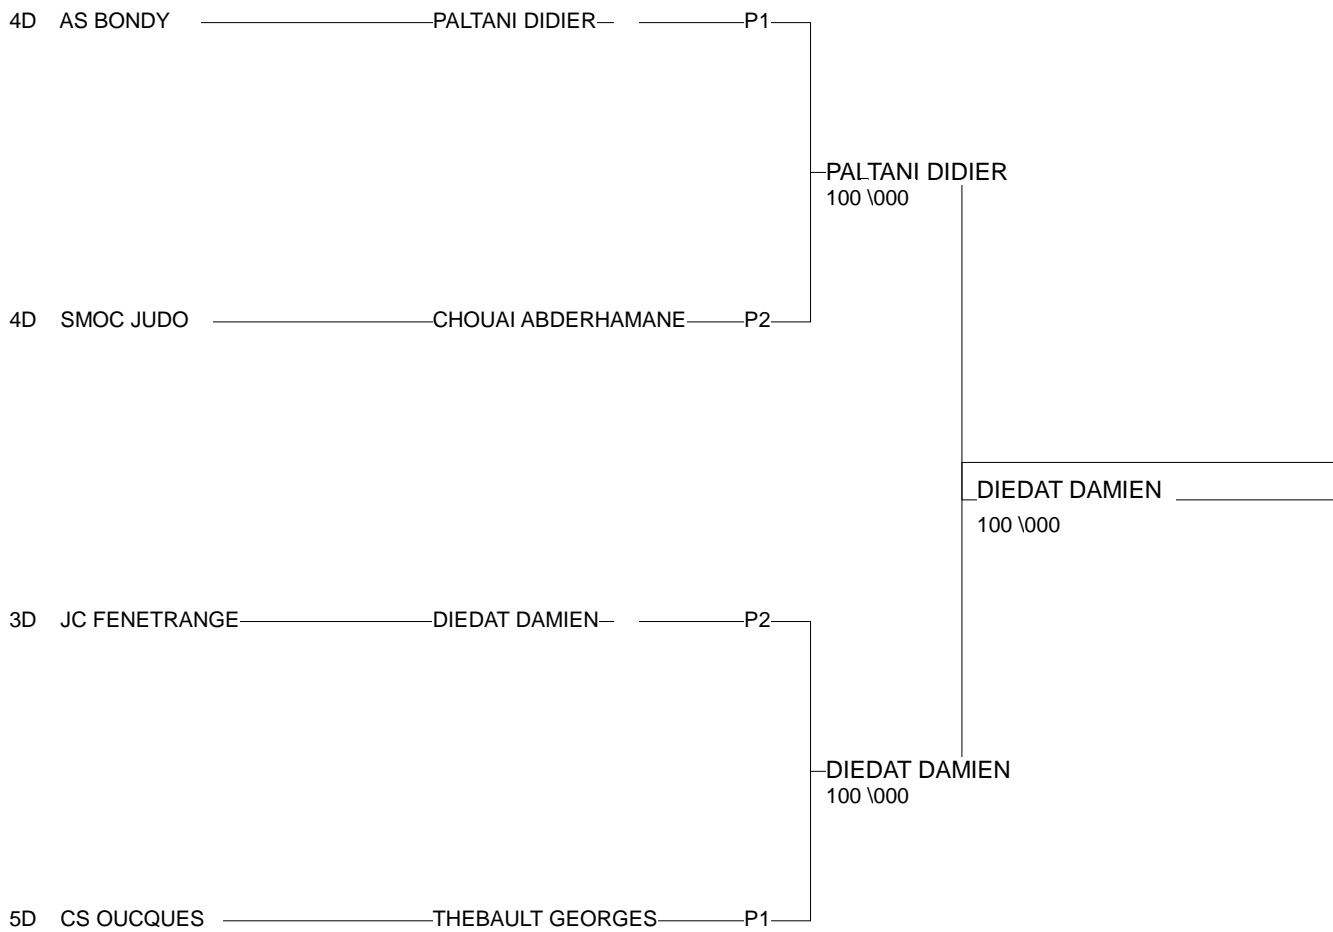 4D AS BONDY PALTANI DIDIER P1
PALTANI DIDIER
100 \000
4D SMOC JUDO CHOUAI ABDERHAMANE P2
DIEDAT DAMIEN
100 \000
3D JC FENETRANGE DIEDAT DAMIEN P2
DIEDAT DAMIEN
100 \000
5D CS OUCQUES THEBAULT GEORGES P1